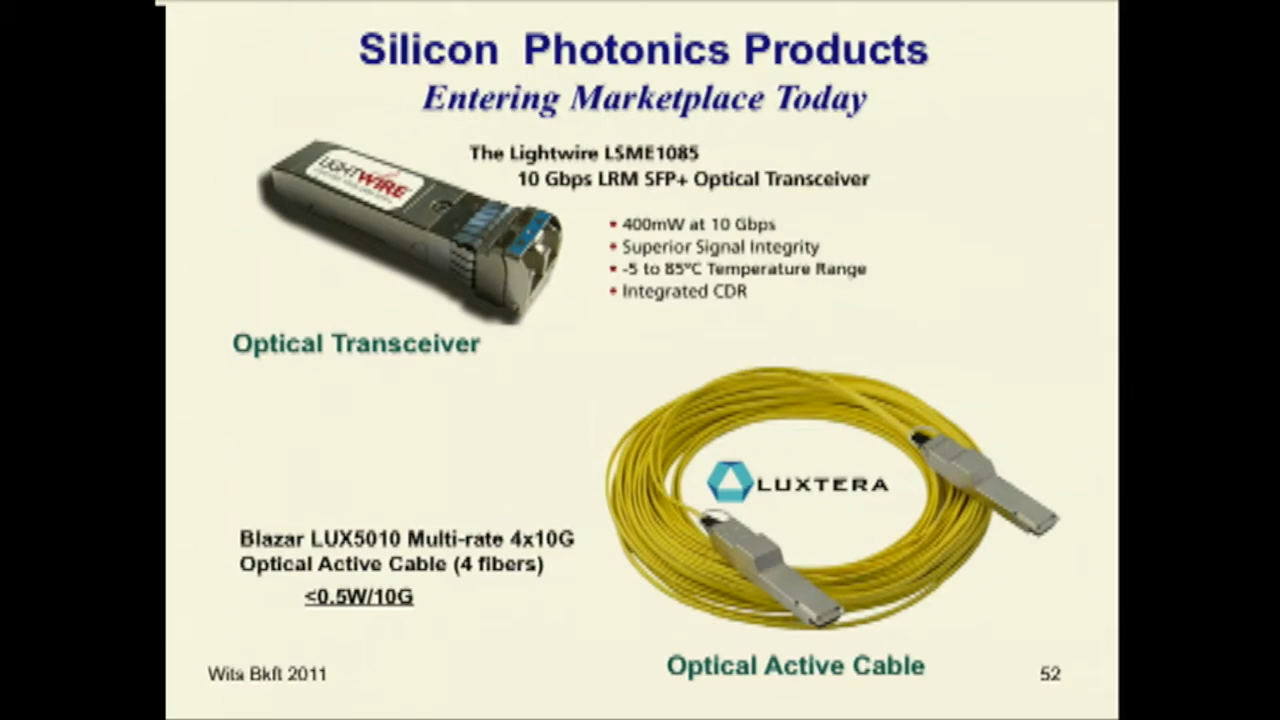 Silicon Photonics Products
Entering Marketplace Today
The Lightwire LSME1085
10 Gbps LRM SFP+ Optical Transceiver
LIGHTWIRE
• 400mW at 10 Gbps
• Superior Signal Integrity
• -5 to 85°C Temperature Range
• Integrated CDR
Optical Transceiver
LUXTERA
Blazar LUX5010 Multi-rate 4x10G
Optical Active Cable (4 fibers)
<0.5W/10G
Optical Active Cable
Wits Bkft 2011
52